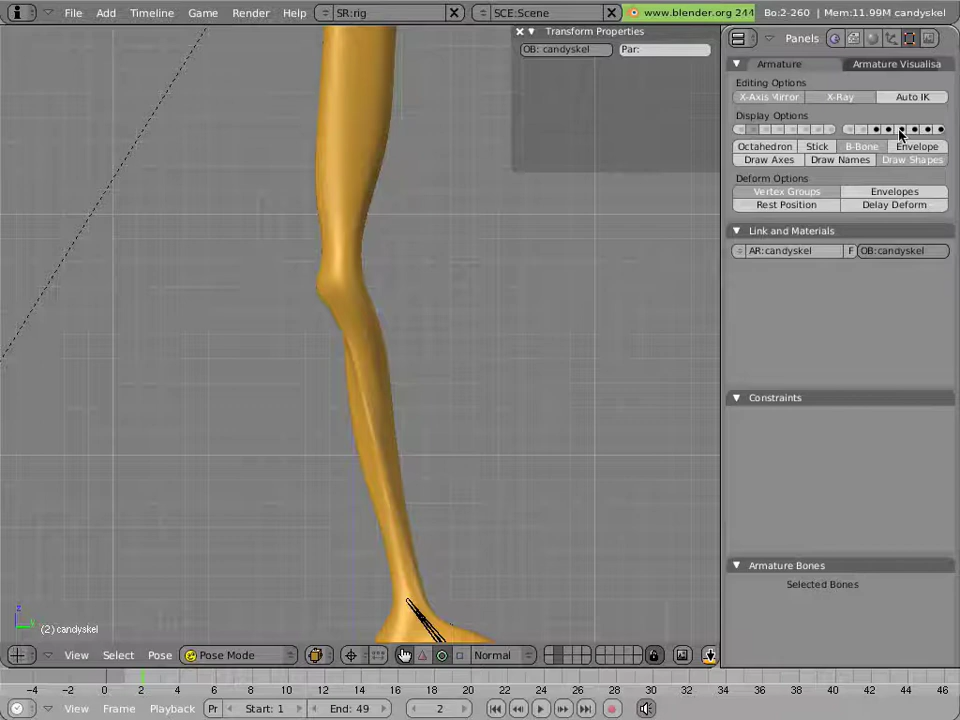 File Add Timeline Game Render Help SR:rig SCE:Scene www.blender.org 244 Bo:2-260 | Mem:11.99M candyskel
Transform Properties
OB: candyskel Par:
Panels
Armature Armature Visualisa
Editing Options
X-Axis Mirror X-Ray Auto IK
Display Options
Octahedron Stick B-Bone Envelope
Draw Axes Draw Names Draw Shapes
Deform Options
Vertex Groups Envelopes
Rest Position Delay Deform
Link and Materials
AR:candyskel F OB:candyskel
Constraints
Armature Bones
Selected Bones
z
y
(2) candyskel
View Select Pose Pose Mode Normal
-4 -2 0 2 4 6 8 10 12 14 16 18 20 22 24 26 28 30 32 34 36 38 40 42 44 46
View Frame Playback Pr Start: 1 End: 49 2